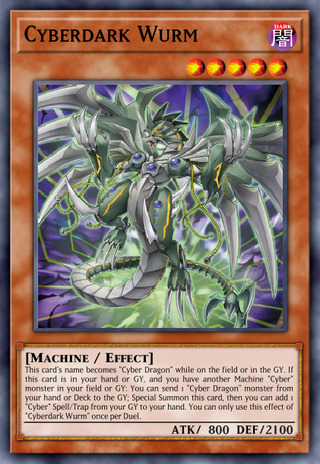 Cyberdark Wurm
DARK
闇
[Machine / Effect]
This card's name becomes "Cyber Dragon" while on the field or in the GY. If
this card is in your hand or GY, and you have another Machine "Cyber"
monster in your field or GY: You can send 1 "Cyber Dragon" monster from
your hand or Deck to the GY; Special Summon this card, then you can add 1
"Cyber" Spell/Trap from your GY to your hand. You can only use this effect of
"Cyberdark Wurm" once per Duel.
ATK/ 800 DEF/2100